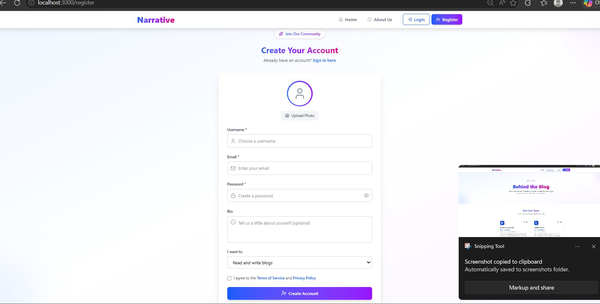 localhost:3000/register
Narrative
Home
About Us
Login
Register
Join Our Community
Create Your Account
Already have an account? Sign in here
Upload Photo
Username *
Choose a username
Email *
Enter your email
Password *
Create a password
Bio
Tell us a little about yourself (optional)
I want to
Read and write blogs
I agree to the Terms of Service and Privacy Policy
Create Account
Behind the Blog
Snipping Tool
Screenshot copied to clipboard
Automatically saved to screenshots folder.
Markup and share